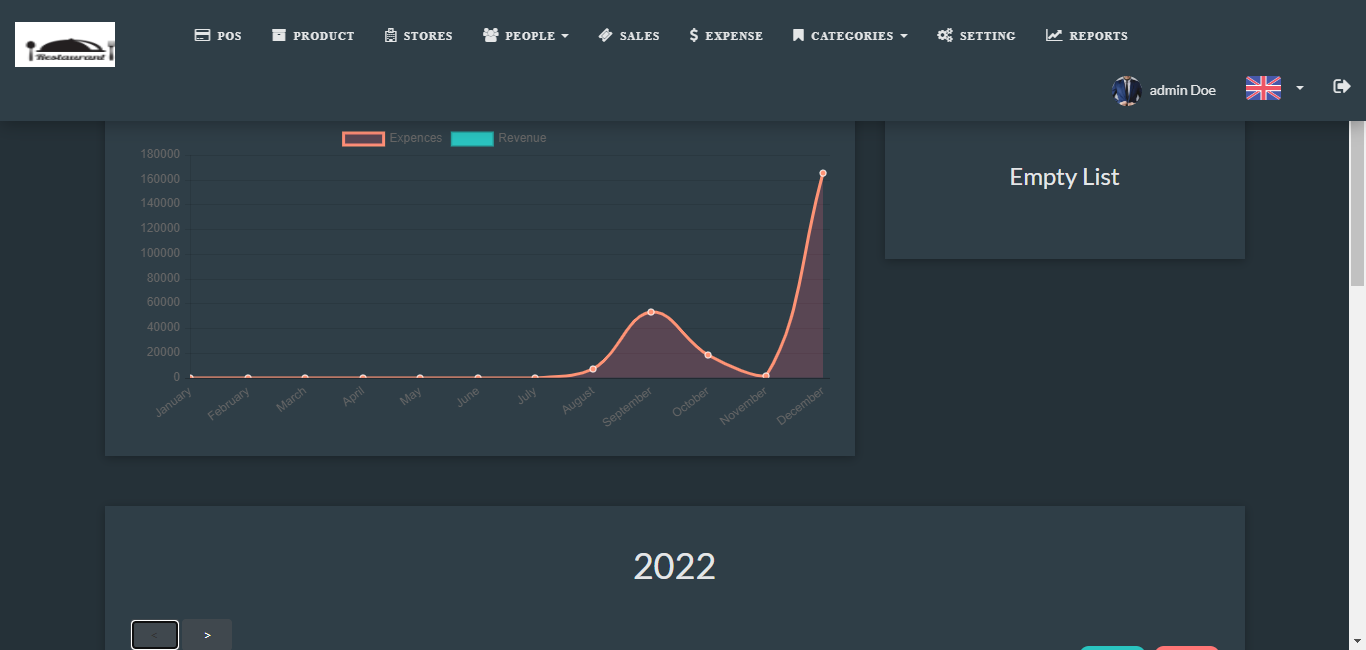 Restaurant
POS PRODUCT STORES PEOPLE SALES EXPENSE CATEGORIES SETTING REPORTS
admin Doe
Expences Revenue
180000
160000
140000
120000
100000
80000
60000
40000
20000
0
January February March April May June July August September October November December
Empty List
2022
< >